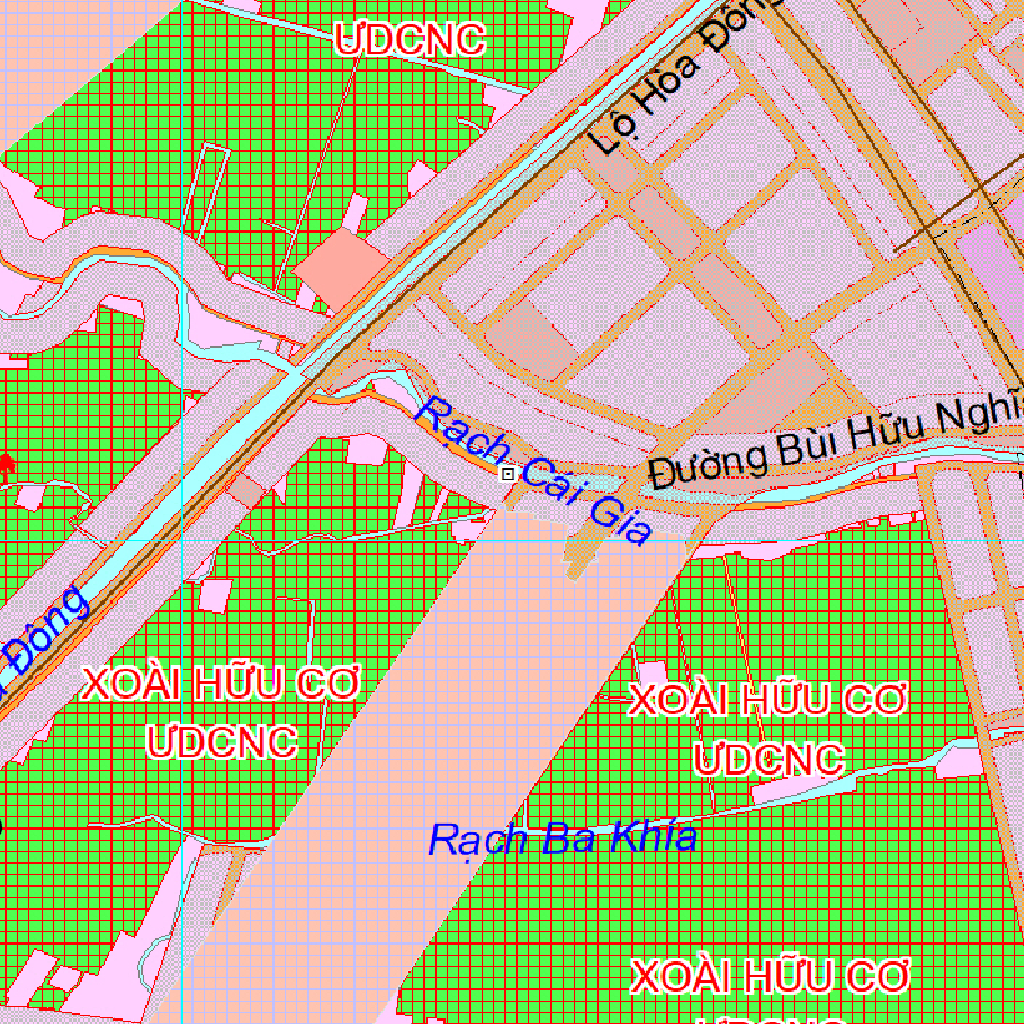 ƯDCNC
Lộ Hòa Đông
Rạch Cai Gia
Đường Bùi Hữu Nghĩa
Đông
XOÀI HỮU CƠ
ƯDCNC
XOÀI HỮU CƠ
ƯDCNC
Rạch Ba Khía
XOÀI HỮU CƠ
ƯDCNC